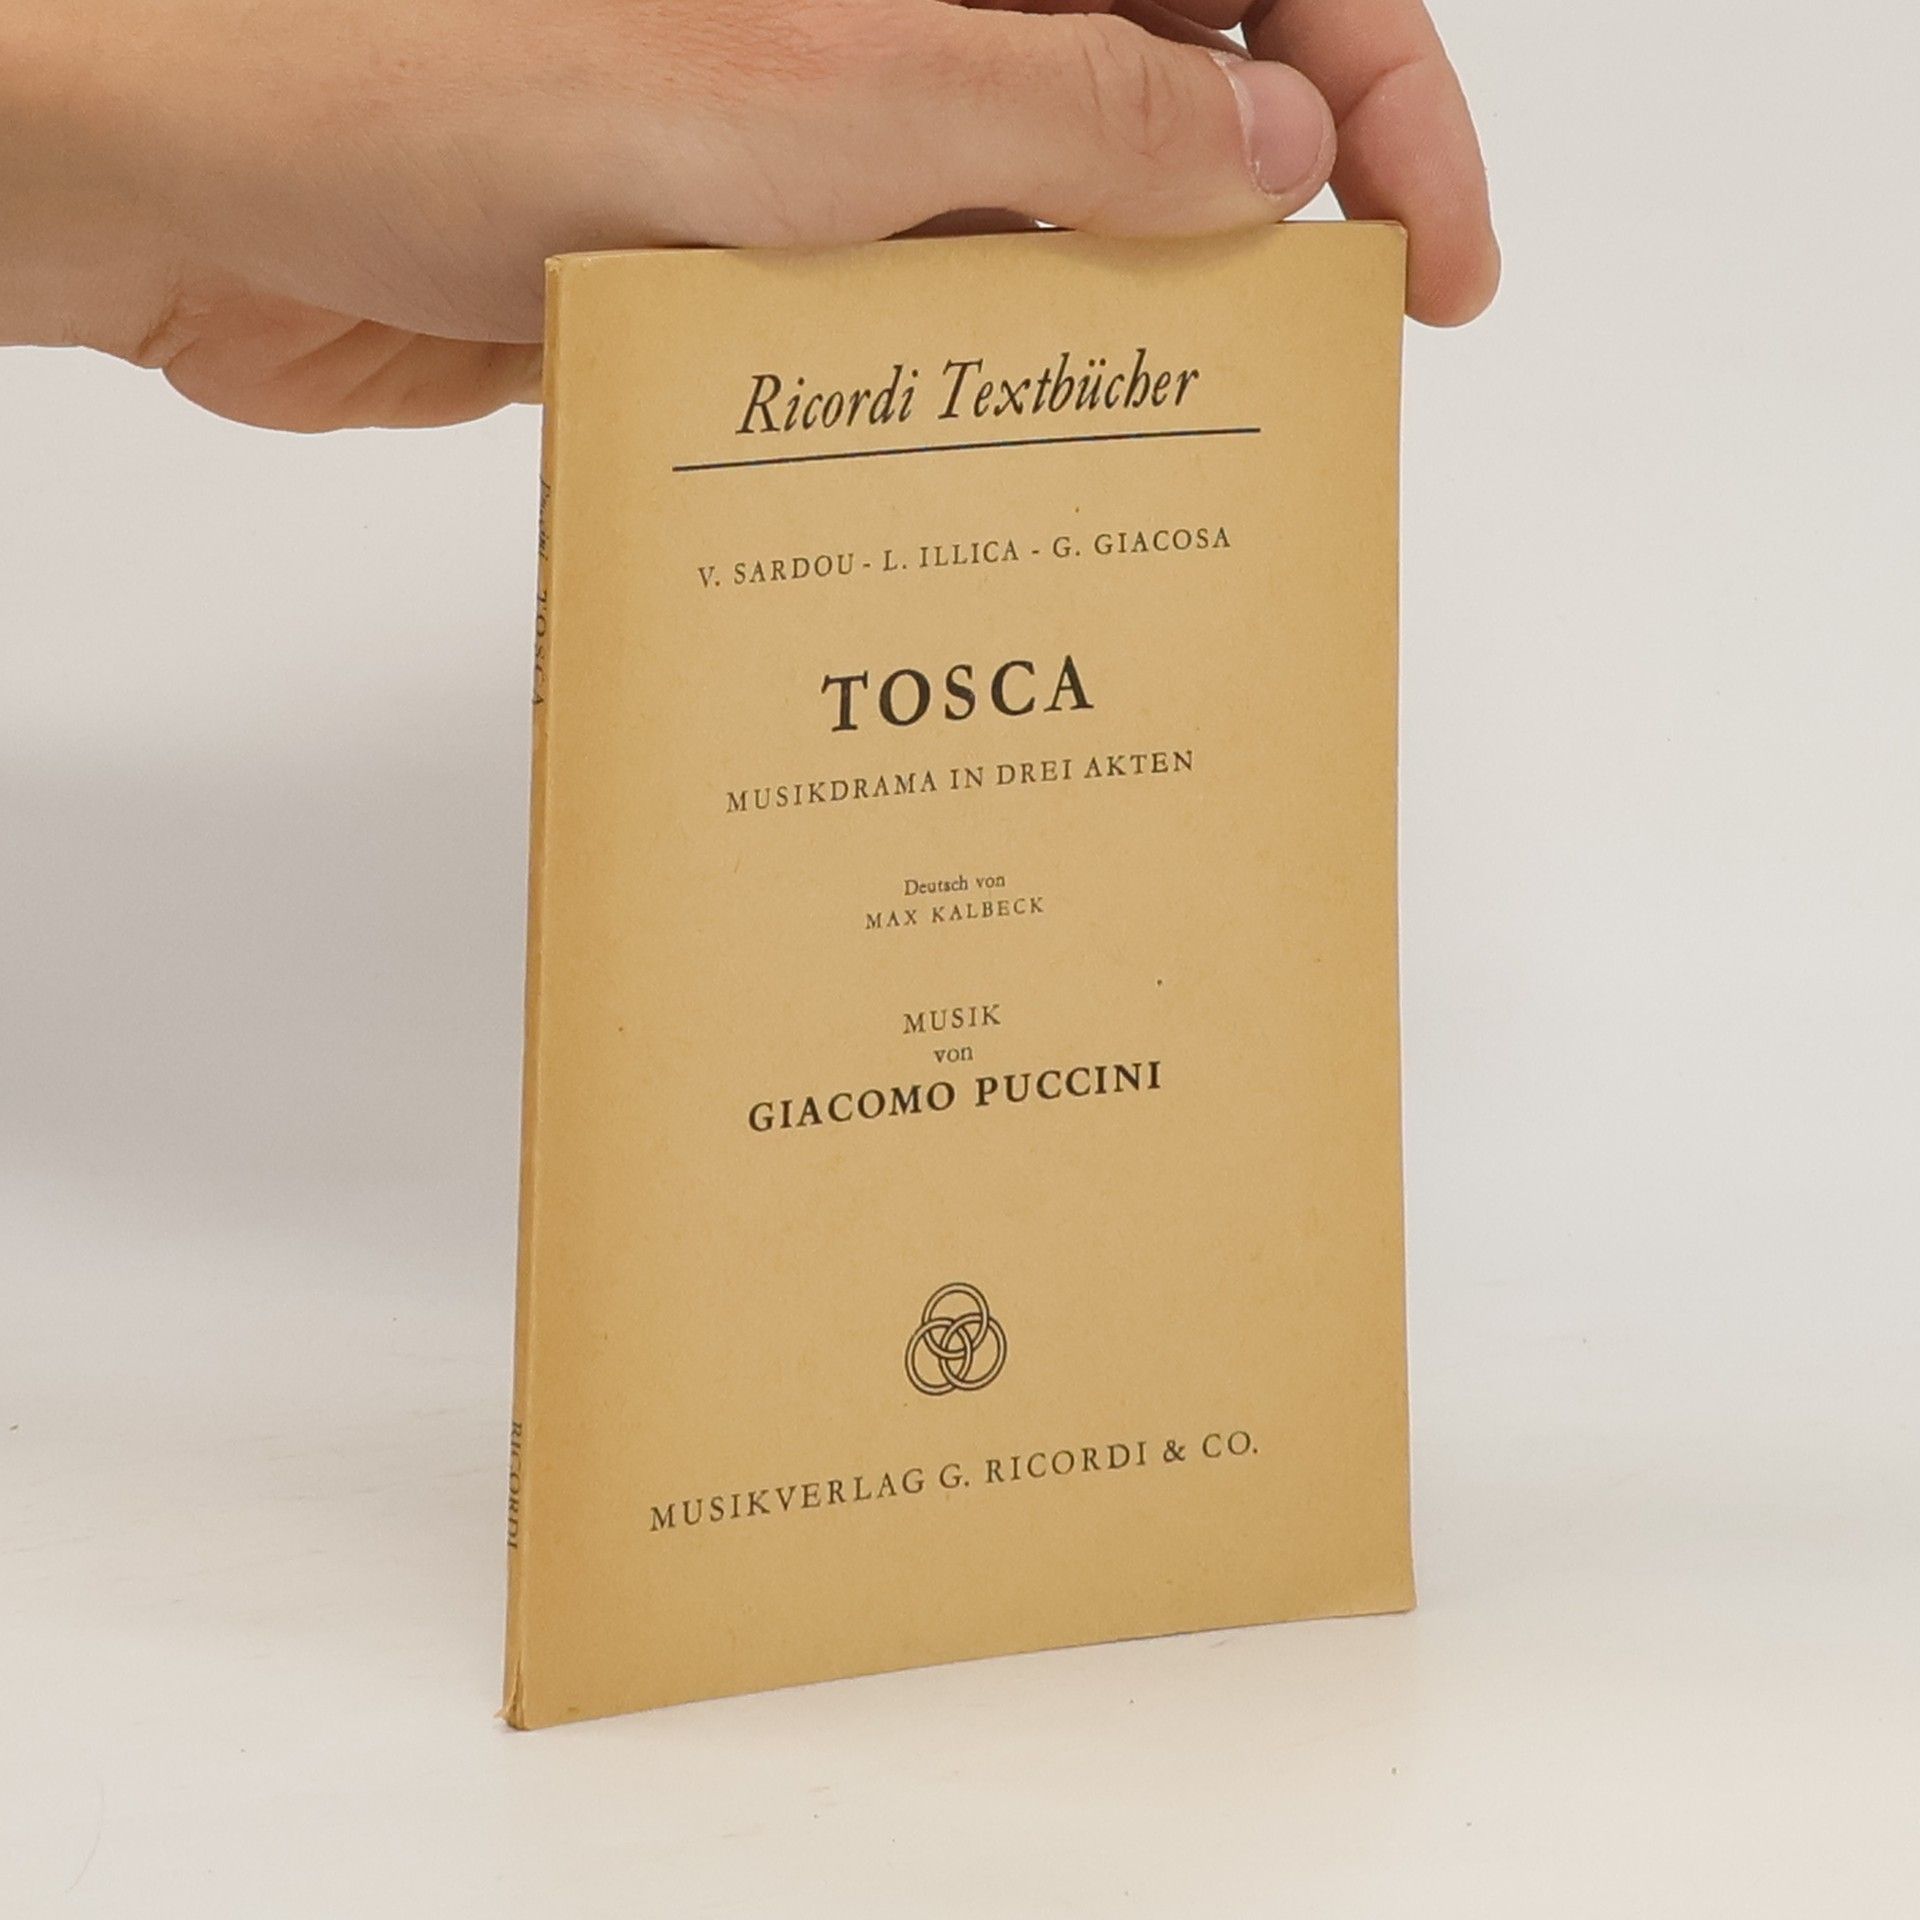 Ricordi Textbücher
V. SARDOU - L. ILLICA - G. GIACOSA
TOSCA
MUSIKDRAMA IN DREI AKTEN
Deutsch von
MAX KALBECK
MUSIK
von
GIACOMO PUCCINI
MUSIKVERLAG G. RICORDI & CO.
Puccini TOSCA
RICORDI